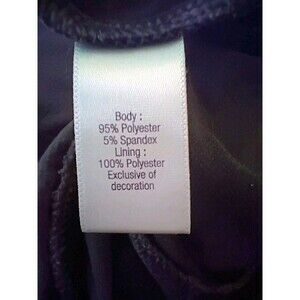 Body :
95% Polyester
5% Spandex
Lining :
100% Polyester
Exclusive of
decoration